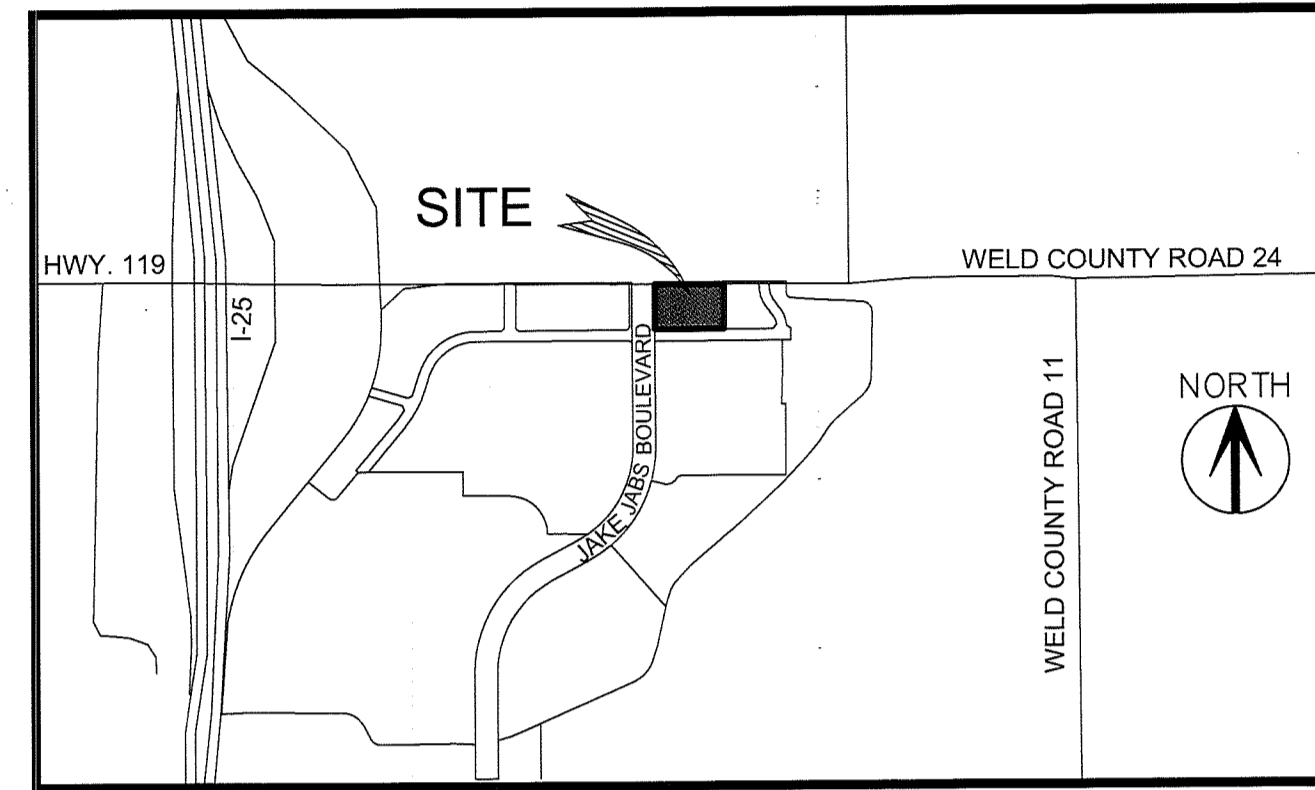 SITE
HWY. 119
WELD COUNTY ROAD 24
I-25
JAKE JABS BOULEVARD
WELD COUNTY ROAD 11
NORTH